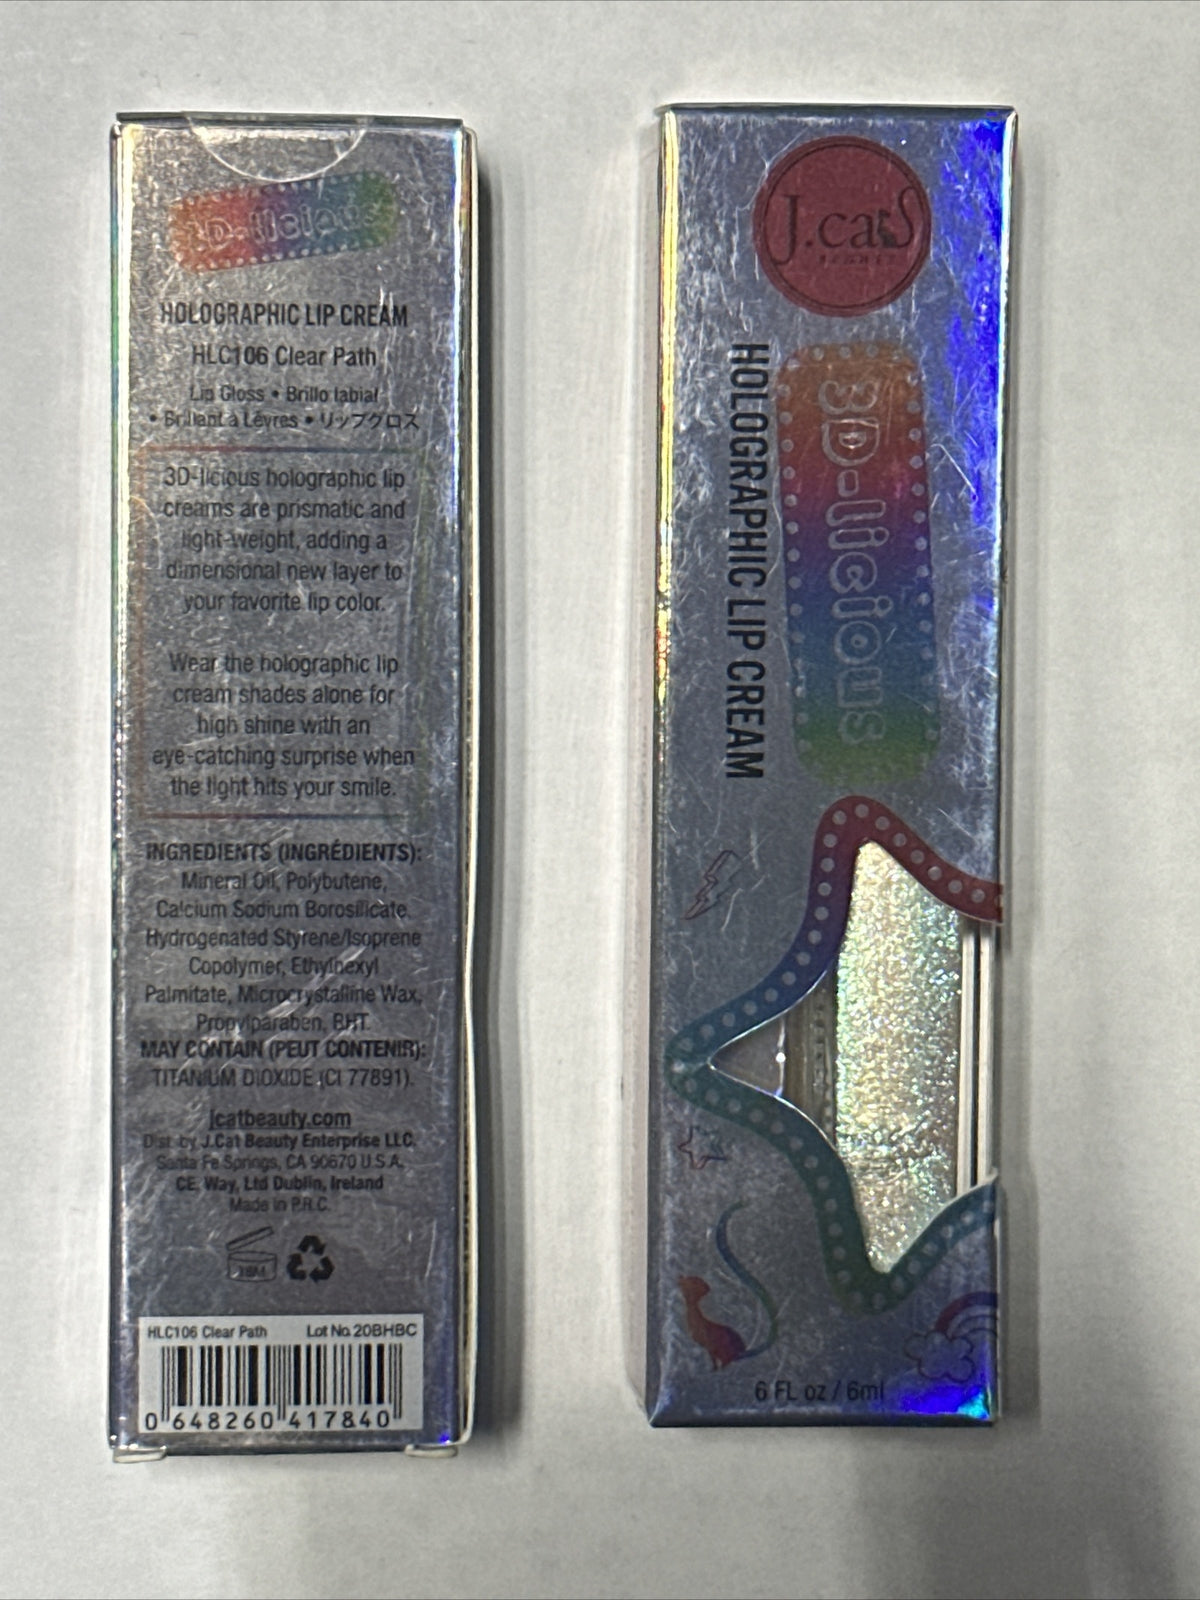 3D-licious
HOLOGRAPHIC LIP CREAM
HLC106 Clear Path
Lip Gloss • Brillo labial
• Brillant à Lèvres • リップグロス
3D-licious holographic lip
creams are prismatic and
light-weight, adding a
dimensional new layer to
your favorite lip color.
Wear the holographic lip
cream shades alone for
high shine with an
eye-catching surprise when
the light hits your smile.
INGREDIENTS (INGRÉDIENTS):
Mineral Oil, Polybutene,
Calcium Sodium Borosilicate,
Hydrogenated Styrene/Isoprene
Copolymer, Ethylhexyl
Palmitate, Microcrystalline Wax,
Propylparaben, BHT.
MAY CONTAIN (PEUT CONTENIR):
TITANIUM DIOXIDE (CI 77891).
jcatbeauty.com
Dist. by J.Cat Beauty Enterprise LLC.
Santa Fe Springs, CA 90670 U.S.A.
CE. Way, Ltd Dublin, Ireland
Made in P.R.C.
18M
HLC106 Clear Path Lot No. 20BHBC
0 648260 417840
J.cat
BEAUTY
3D-licious
HOLOGRAPHIC LIP CREAM
6 FL oz / 6ml